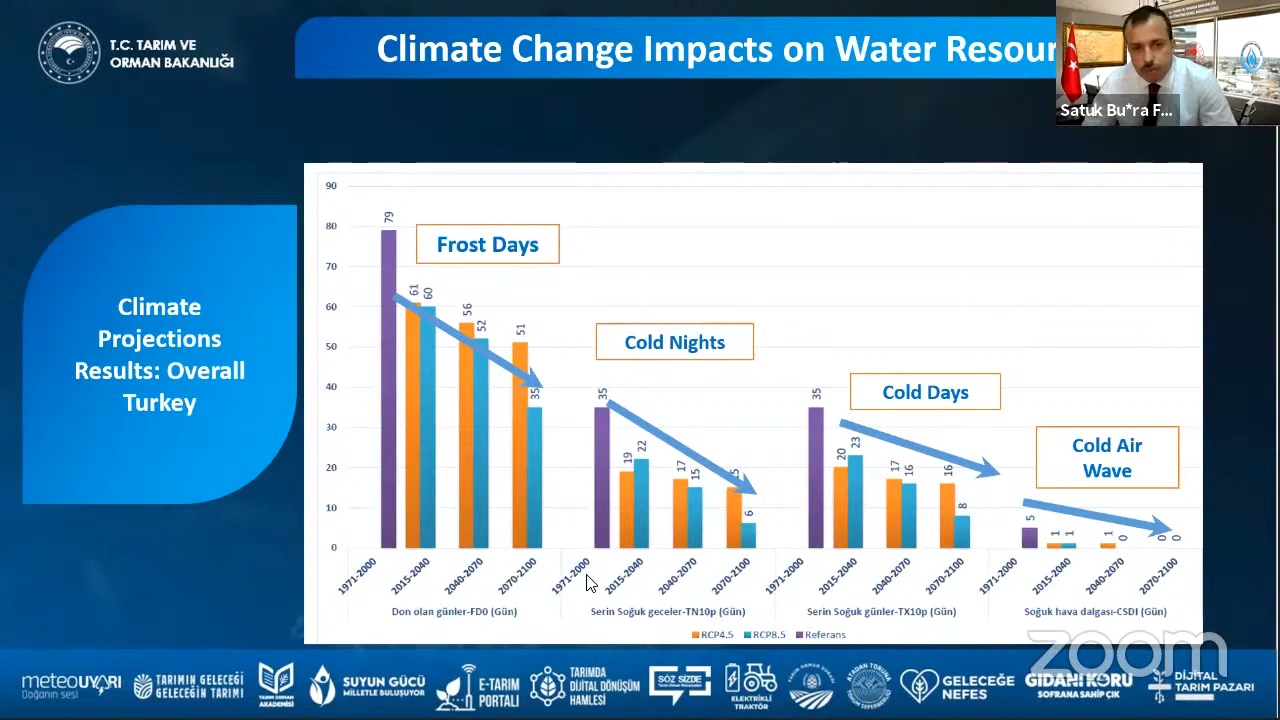 T.C. TARIM VE
ORMAN BAKANLIĞI
Climate Change Impacts on Water Resour
Satuk Bu*ra F...
Climate
Projections
Results: Overall
Turkey
90
80
70
60
50
40
30
20
10
0
79
61
60
56
52
51
35
35
19
22
17
15
15
6
35
20
23
17
16
16
8
5
1
1
1
0
0
0
Frost Days
Cold Nights
Cold Days
Cold Air
Wave
1971-2000
2015-2040
2040-2070
2070-2100
1971-2000
2015-2040
2040-2070
2070-2100
1971-2000
2015-2040
2040-2070
2070-2100
1971-2000
2015-2040
2040-2070
2070-2100
Don olan günler-FD0 (Gün)
Serin Soğuk geceler-TN10p (Gün)
Serin Soğuk günler-TX10p (Gün)
Soğuk hava dalgası-CSDI (Gün)
RCP4.5
RCP8.5
Referans
zoom
meteoUYARI
Doğanın sesi
TARIMIN GELECEĞİ
GELECEĞİN TARIMI
TARIM ORMAN
AKADEMİSİ
SUYUN GÜCÜ
MİLLETLE BULUŞUYOR
E-TARIM
PORTALI
TARIMDA
DİJİTAL DÖNÜŞÜM
HAMLESİ
SÖZ SİZDE
ELEKTRİKLİ
TRAKTÖR
GELECEĞE
NEFES
GIDANI KORU
SOFRANA SAHİP ÇIK
DİJİTAL
TARIM PAZARI